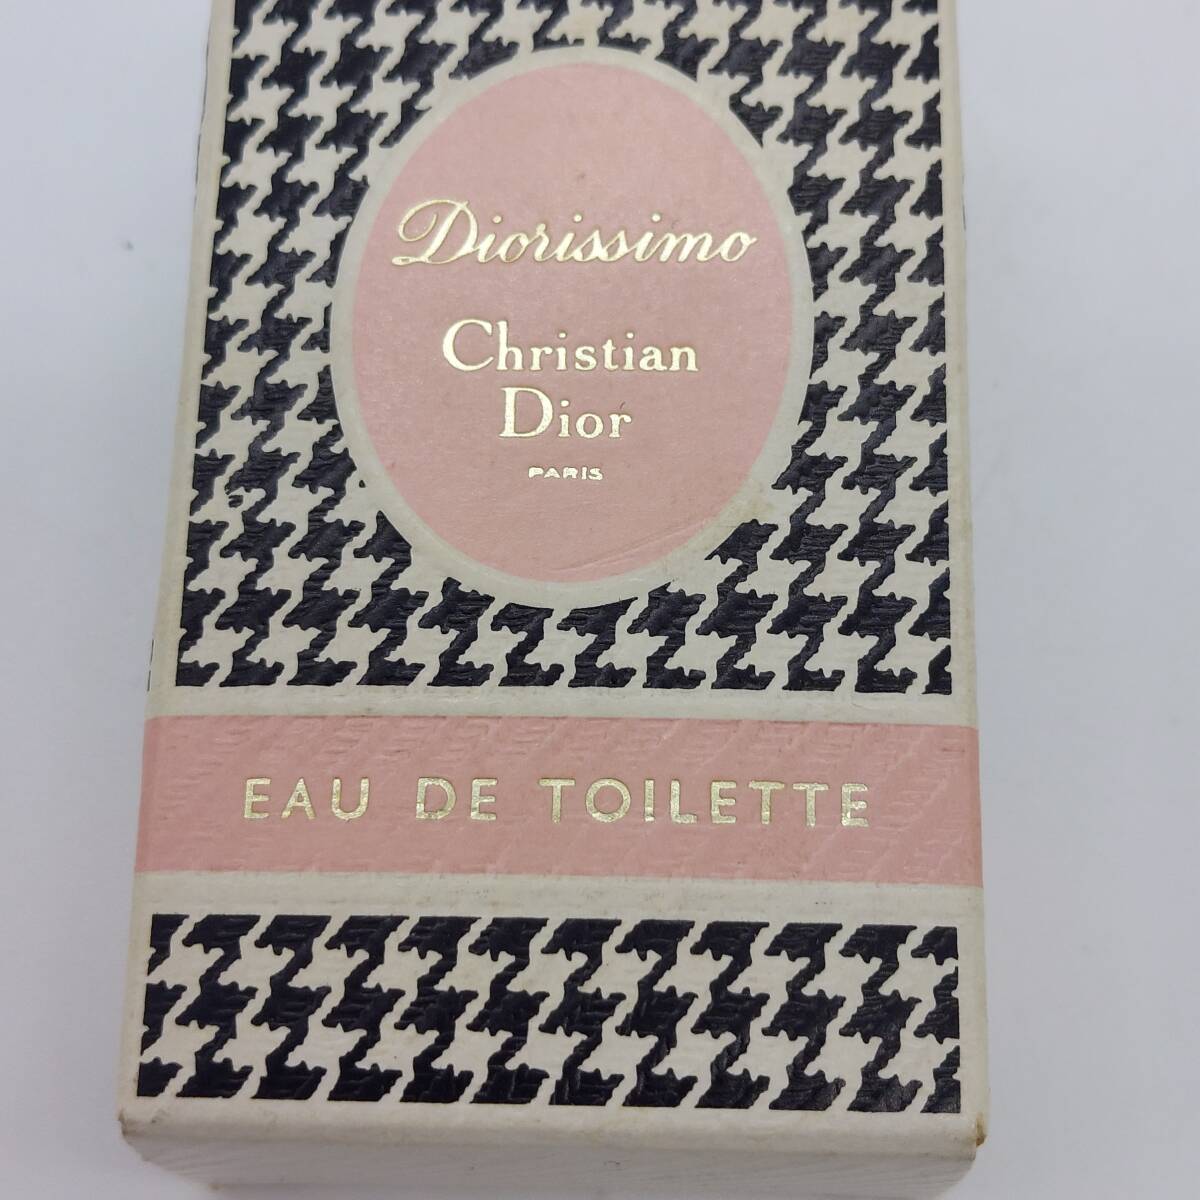 Diorissimo
Christian
Dior
PARIS
EAU DE TOILETTE